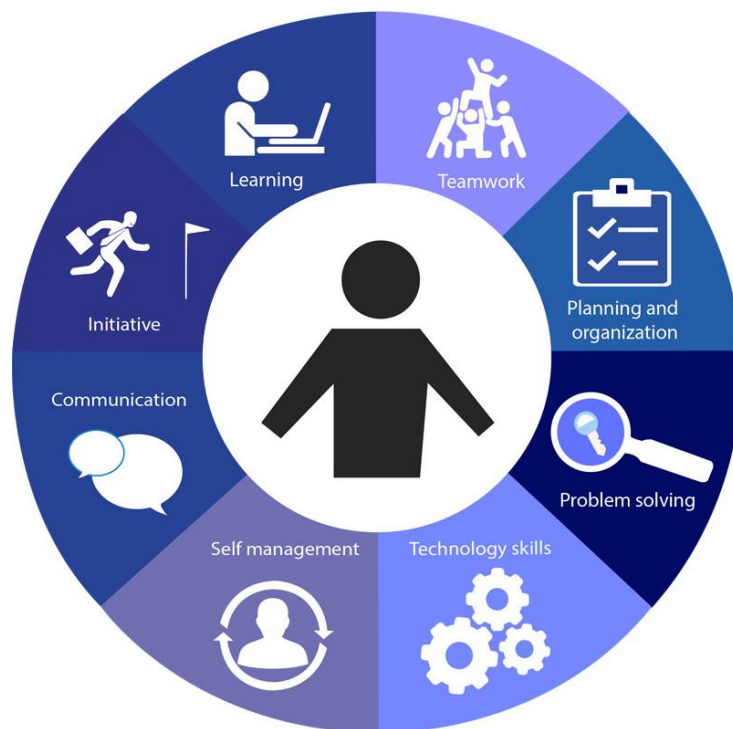 Learning
Teamwork
Planning and
organization
Problem solving
Technology skills
Self management
Communication
Initiative